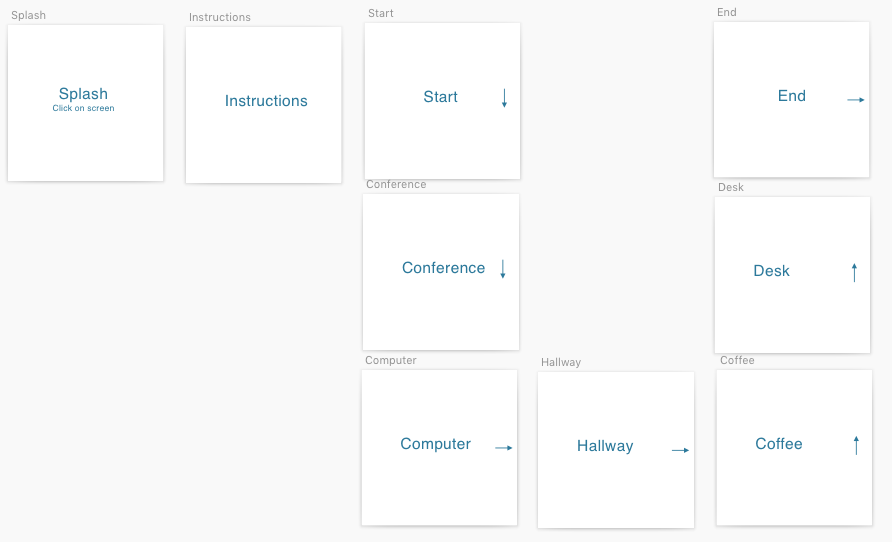 Splash
Splash
Click on screen
Instructions
Instructions
Start
Start
End
End
Conference
Conference
Desk
Desk
Computer
Computer
Hallway
Hallway
Coffee
Coffee